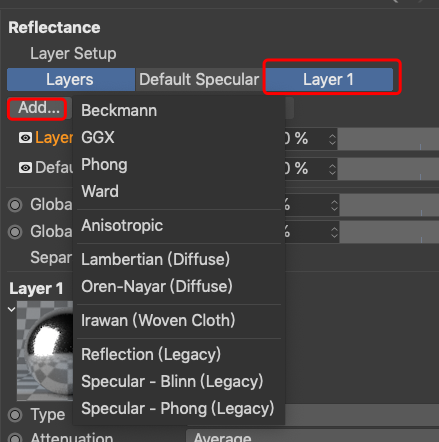 Reflectance
Layer Setup
Layers Default Specular Layer 1
Add...
Beckmann
GGX
Phong
Ward
Anisotropic
Lambertian (Diffuse)
Oren-Nayar (Diffuse)
Irawan (Woven Cloth)
Reflection (Legacy)
Specular - Blinn (Legacy)
Specular - Phong (Legacy)
Layer 0 %
Defau 0 %
Globa %
Globa %
Separ
Layer 1
Type
Attenuation Average